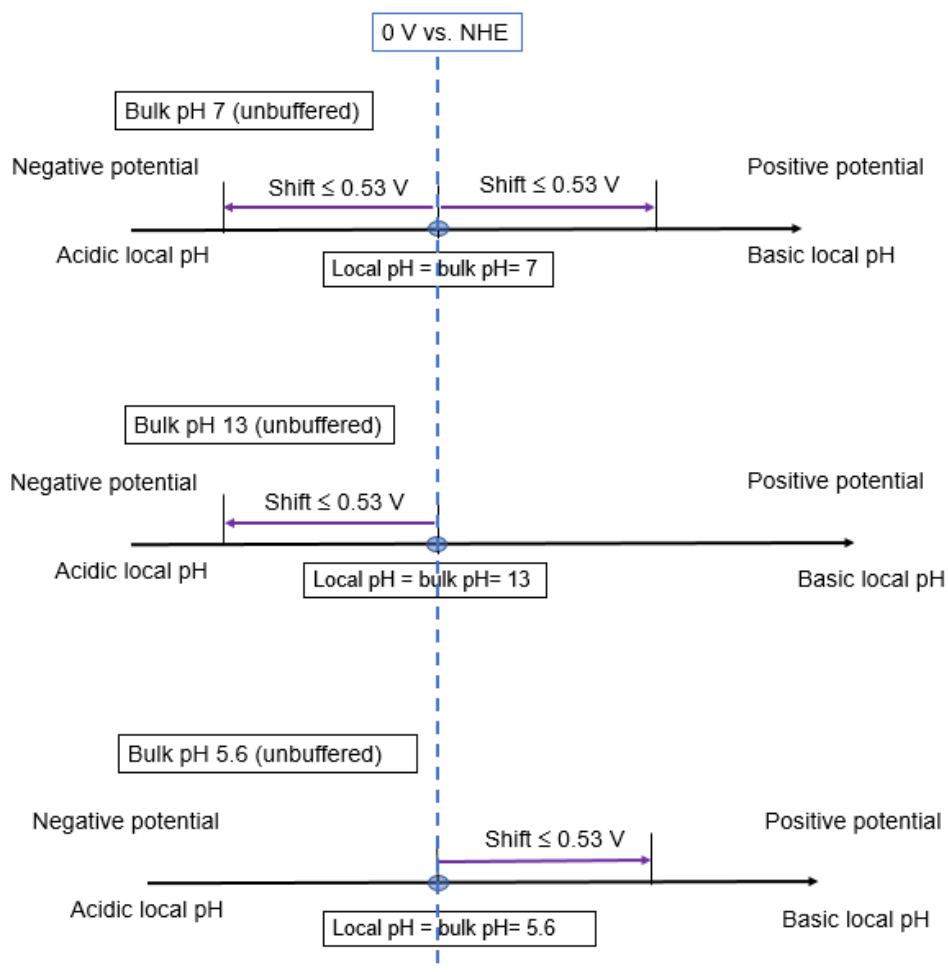 0 V vs. NHE
Bulk pH 7 (unbuffered)
Negative potential
Positive potential
Shift ≤ 0.53 V
Shift ≤ 0.53 V
Acidic local pH
Basic local pH
Local pH = bulk pH= 7
Bulk pH 13 (unbuffered)
Negative potential
Positive potential
Shift ≤ 0.53 V
Acidic local pH
Basic local pH
Local pH = bulk pH= 13
Bulk pH 5.6 (unbuffered)
Negative potential
Positive potential
Shift ≤ 0.53 V
Acidic local pH
Basic local pH
Local pH = bulk pH= 5.6